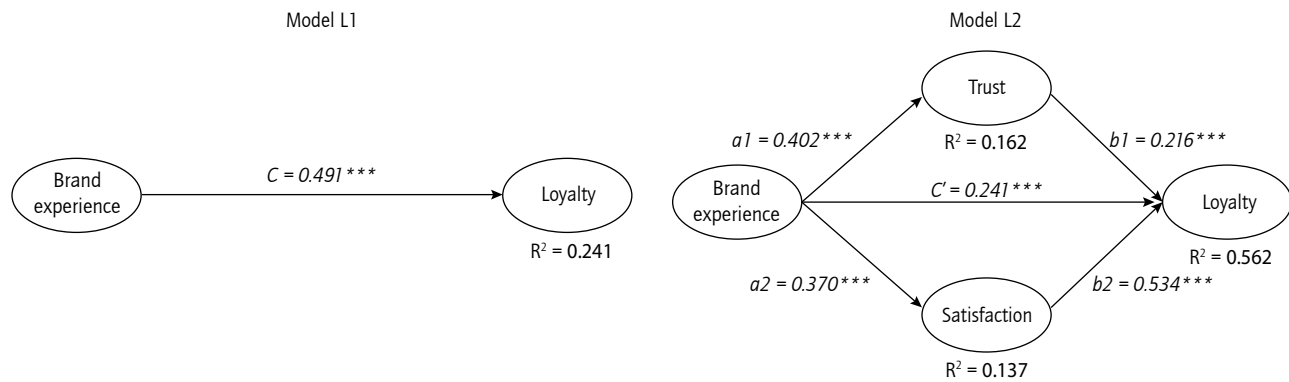 Model L1
Brand
experience
C = 0.491***
Loyalty
R² = 0.241
Model L2
Trust
R² = 0.162
a1 = 0.402***
b1 = 0.216***
Brand
experience
C’ = 0.241***
Loyalty
R² = 0.562
a2 = 0.370***
b2 = 0.534***
Satisfaction
R² = 0.137